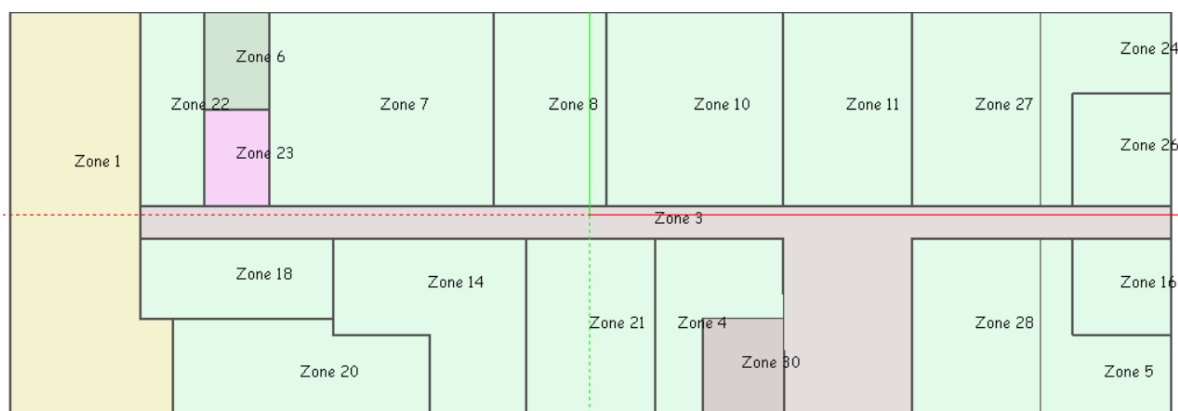 Zone 24
Zone 6
Zone 22
Zone 7
Zone 8
Zone 10
Zone 11
Zone 27
Zone 26
Zone 23
Zone 1
Zone 3
Zone 18
Zone 14
Zone 16
Zone 21
Zone 4
Zone 28
Zone 30
Zone 20
Zone 5